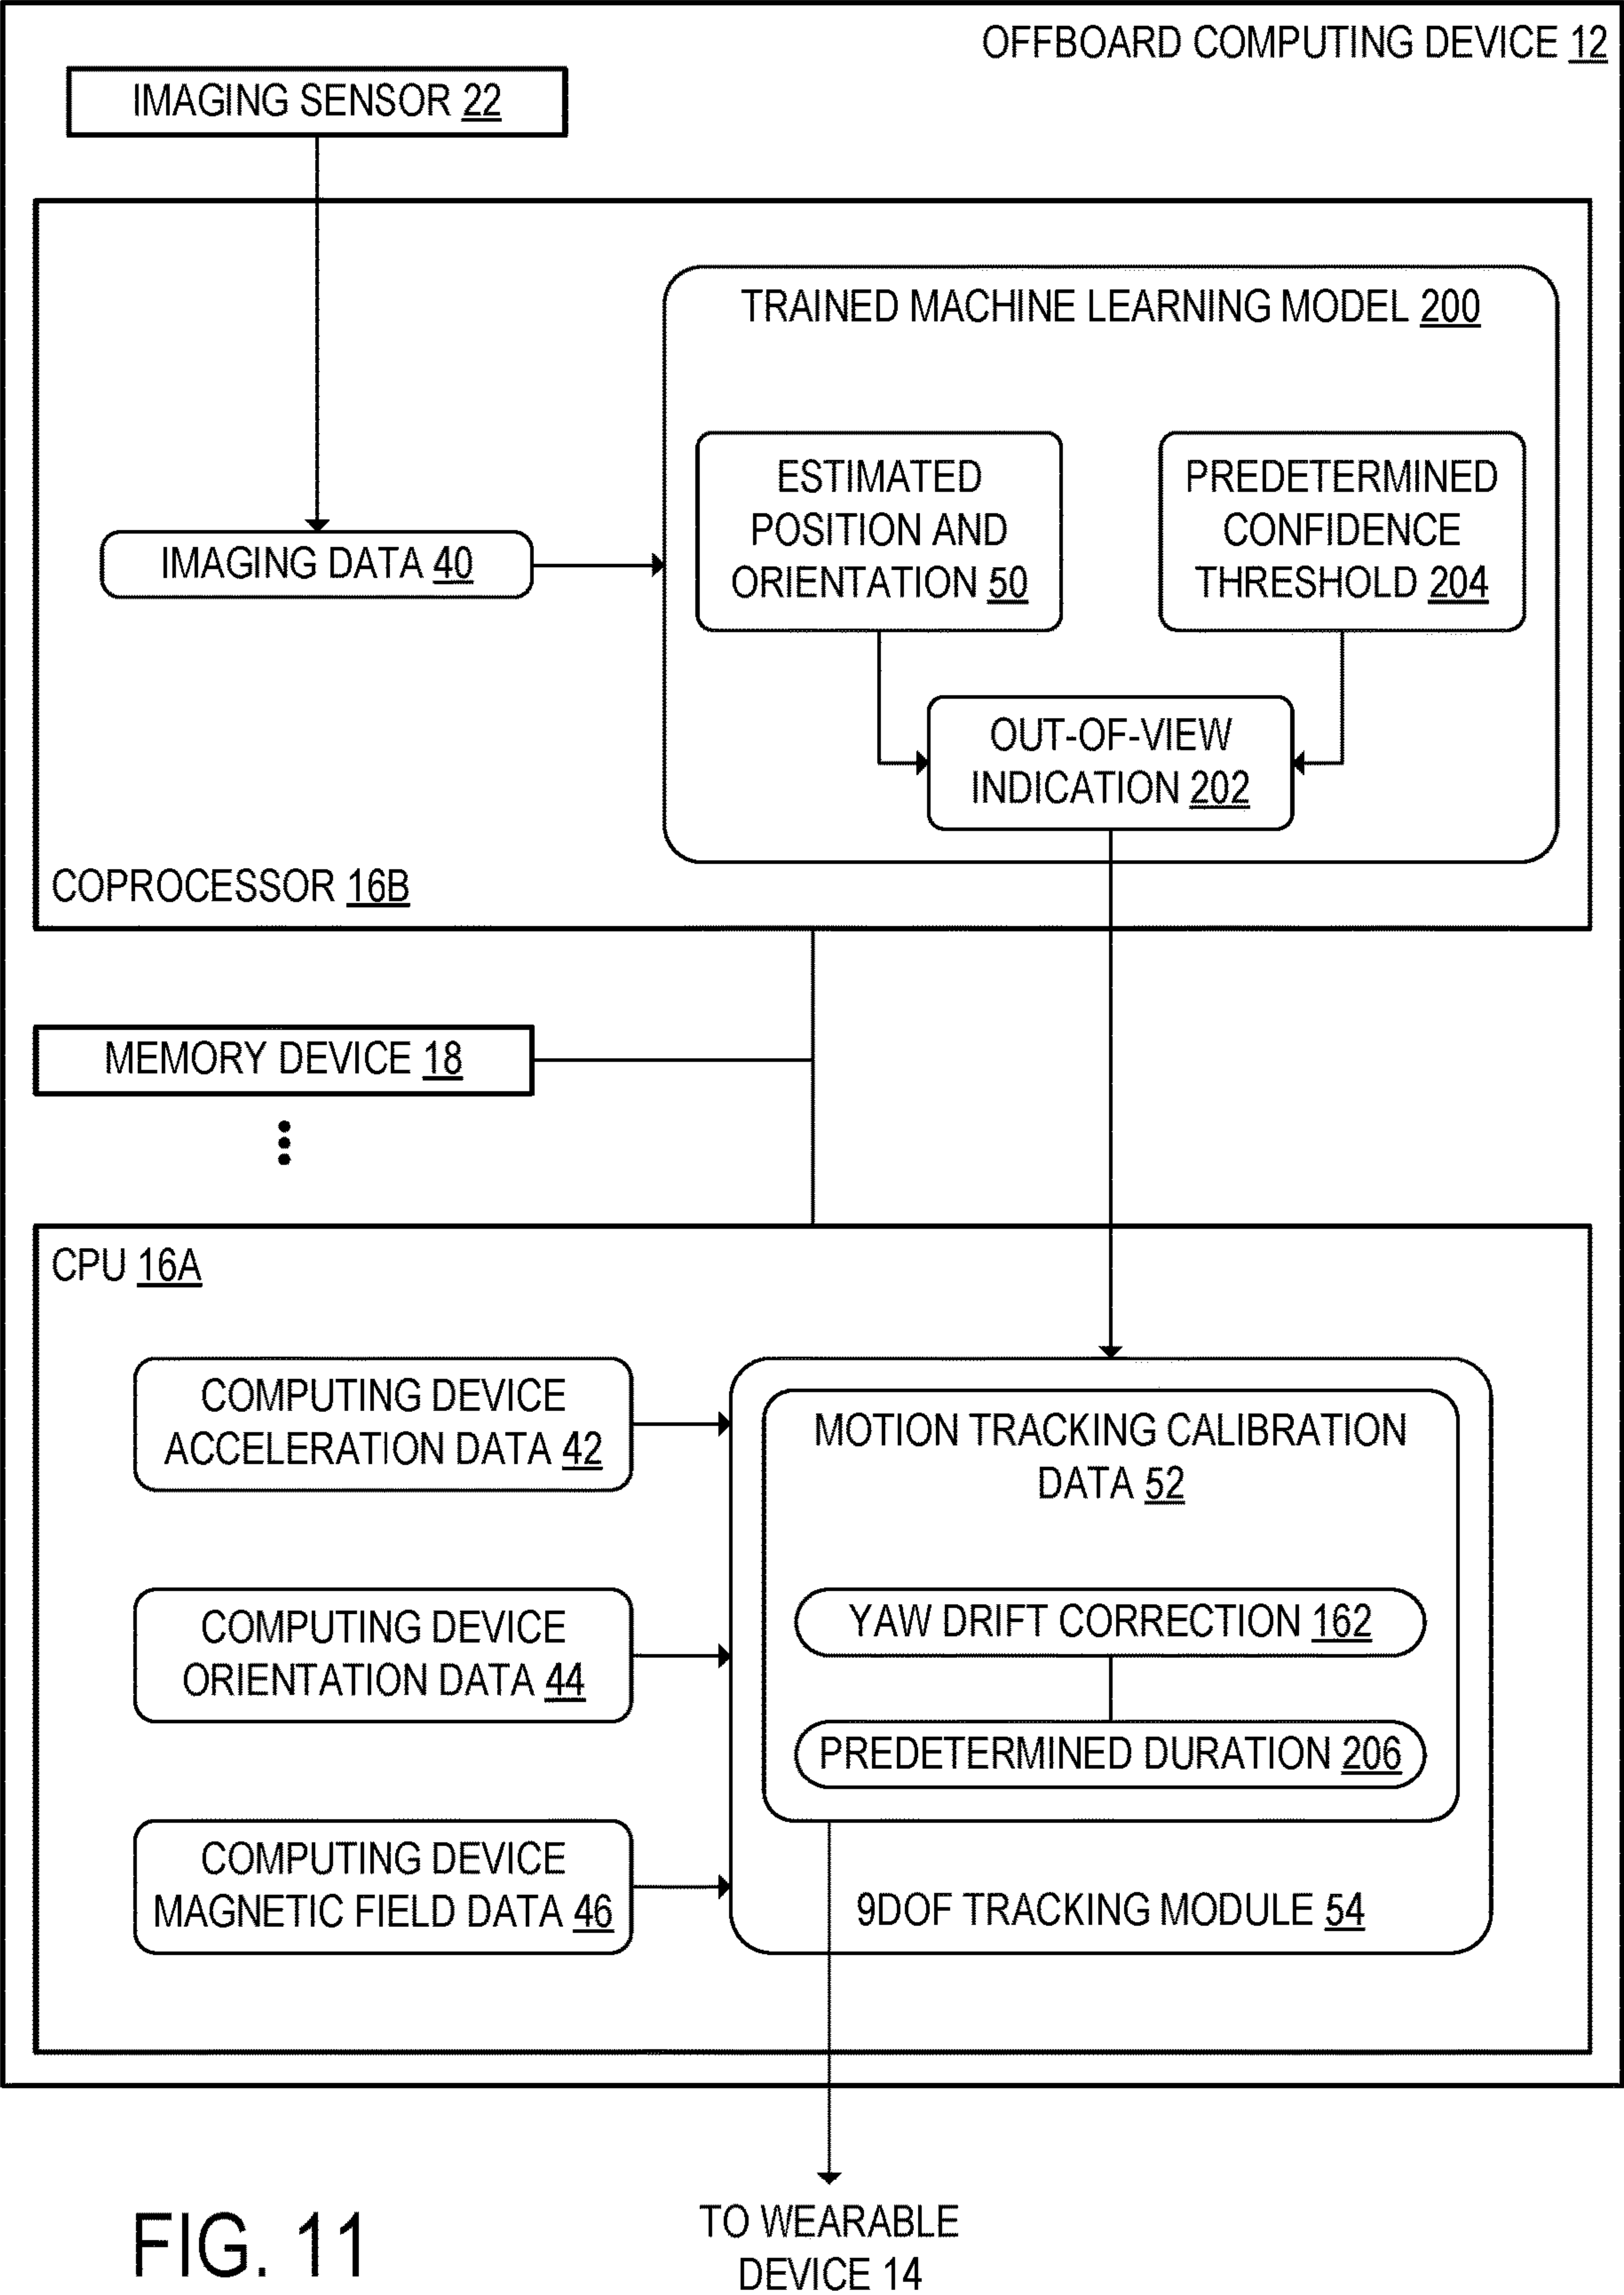 OFFBOARD COMPUTING DEVICE 12
IMAGING SENSOR 22
TRAINED MACHINE LEARNING MODEL 200
ESTIMATED
POSITION AND
ORIENTATION 50
PREDETERMINED
CONFIDENCE
THRESHOLD 204
IMAGING DATA 40
OUT-OF-VIEW
INDICATION 202
COPROCESSOR 16B
MEMORY DEVICE 18
CPU 16A
COMPUTING DEVICE
ACCELERATION DATA 42
MOTION TRACKING CALIBRATION
DATA 52
COMPUTING DEVICE
ORIENTATION DATA 44
YAW DRIFT CORRECTION 162
PREDETERMINED DURATION 206
COMPUTING DEVICE
MAGNETIC FIELD DATA 46
9DOF TRACKING MODULE 54
TO WEARABLE
DEVICE 14
FIG. 11